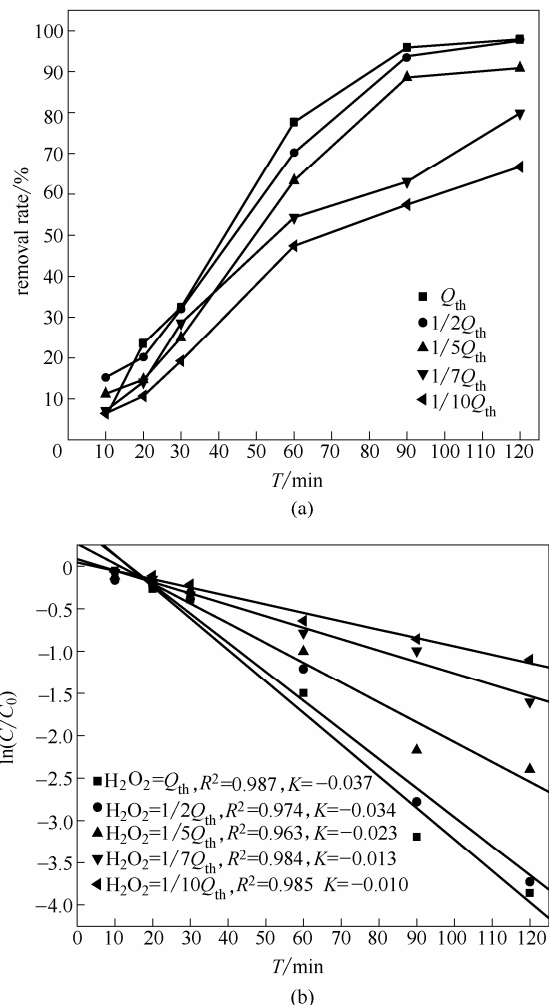 100
90
80
70
60
50
40
30
20
10
0
removal rate/%
Qth
1/2Qth
1/5Qth
1/7Qth
1/10Qth
10 20 30 40 50 60 70 80 90 100 110 120
T/min
(a)
0
−0.5
−1.0
−1.5
−2.0
−2.5
−3.0
−3.5
−4.0
ln(C/C0)
H2O2=Qth, R2=0.987, K=−0.037
H2O2=1/2Qth, R2=0.974, K=−0.034
H2O2=1/5Qth, R2=0.963, K=−0.023
H2O2=1/7Qth, R2=0.984, K=−0.013
H2O2=1/10Qth, R2=0.985 K=−0.010
0 10 20 30 40 50 60 70 80 90 100 110 120
T/min
(b)